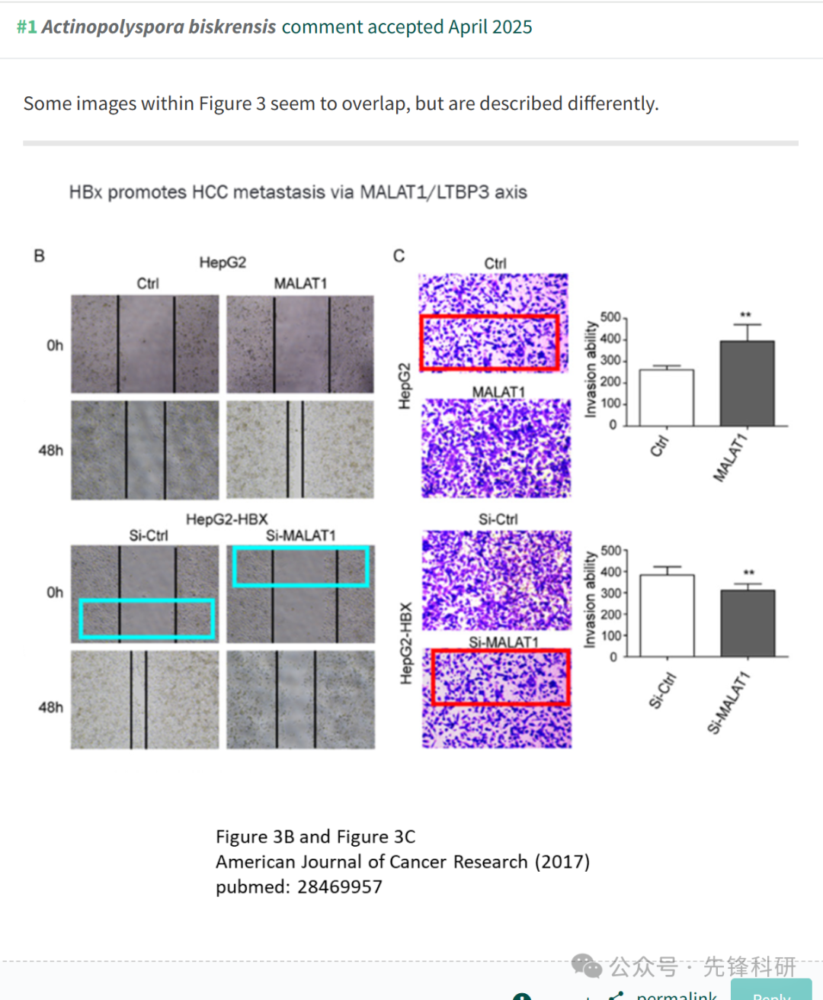 #1 Actinopolyspora biskrensis comment accepted April 2025
Some images within Figure 3 seem to overlap, but are described differently.
HBx promotes HCC metastasis via MALAT1/LTBP3 axis
B
HepG2
Ctrl
MALAT1
0h
48h
HepG2-HBX
Si-Ctrl
Si-MALAT1
0h
48h
C
Ctrl
HepG2
MALAT1
Si-Ctrl
HepG2-HBX
Si-MALAT1
Invasion ability
500
400
300
200
100
0
**
Ctrl
MALAT1
Invasion ability
500
400
300
200
100
0
**
Si-Ctrl
Si-MALAT1
Figure 3B and Figure 3C
American Journal of Cancer Research (2017)
pubmed: 28469957
公众号 · 先锋科研
permalink
Reply